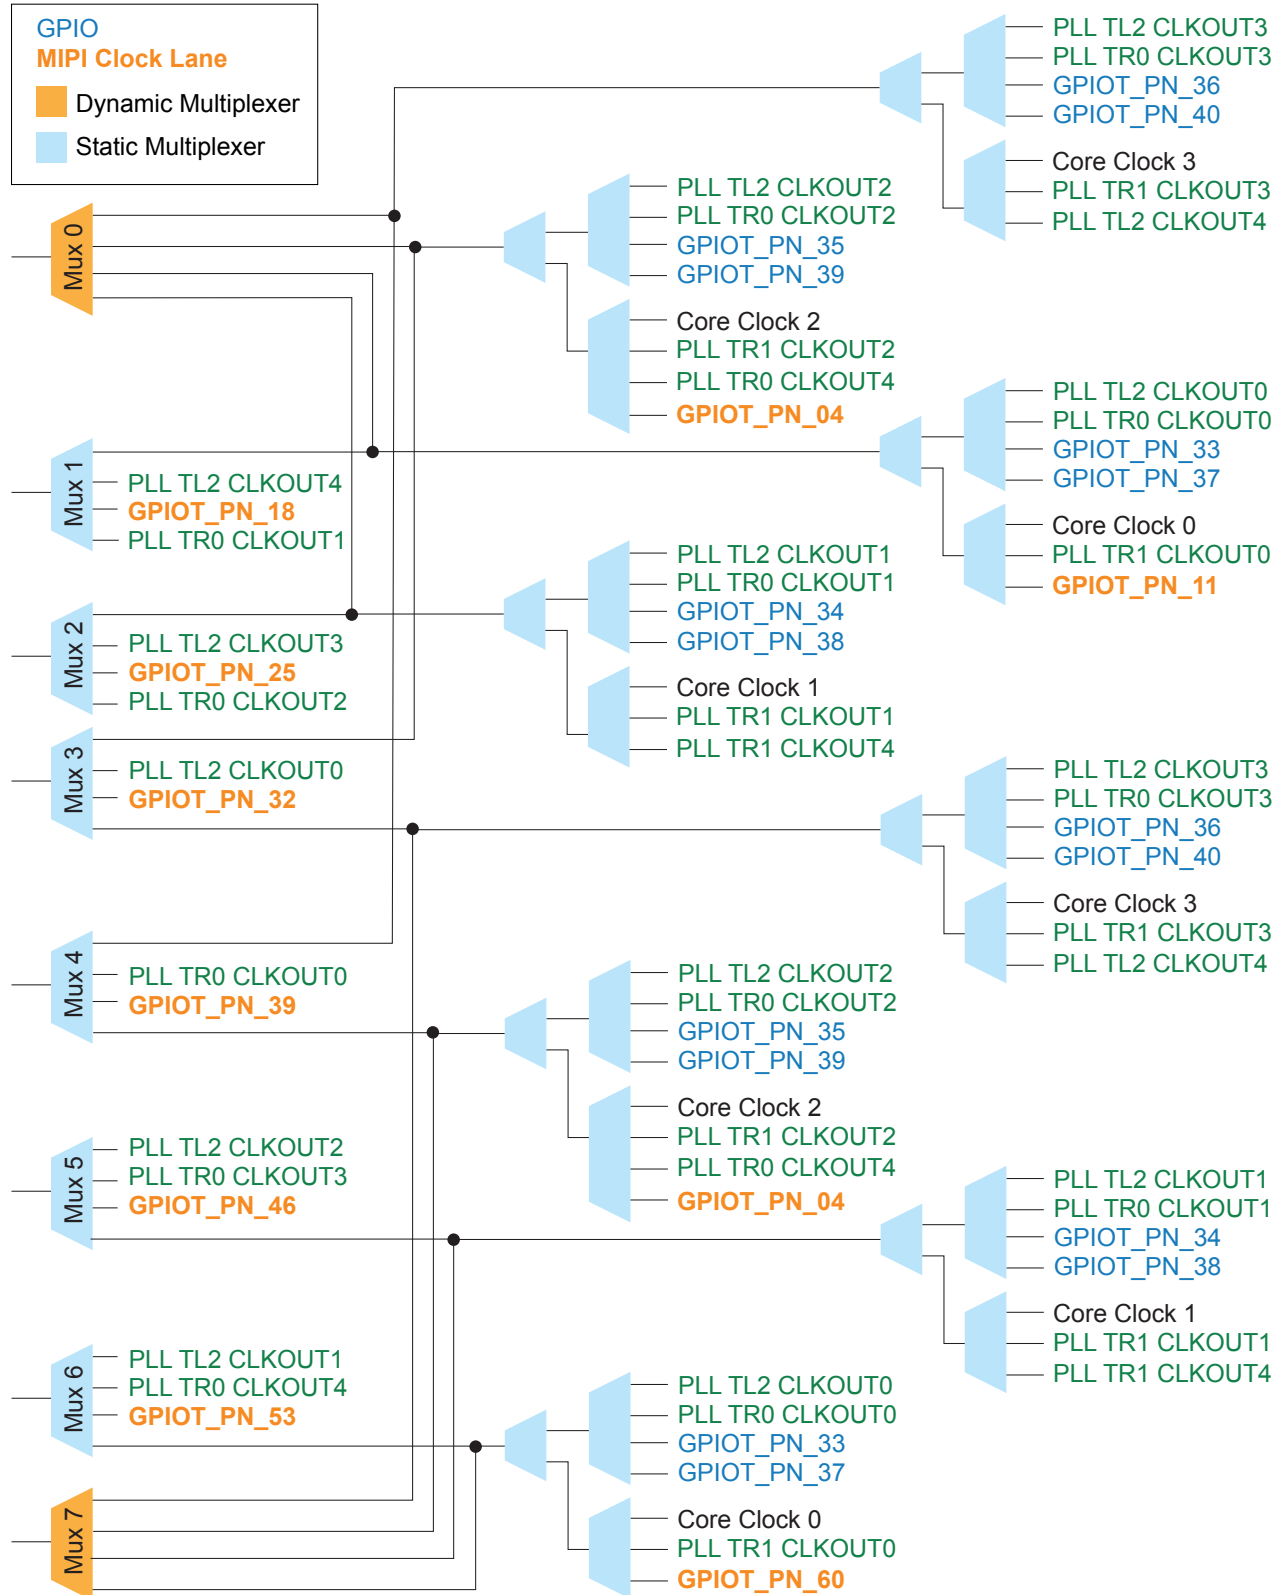 GPIO
MIPI Clock Lane
Dynamic Multiplexer
Static Multiplexer
PLL TL2 CLKOUT3
PLL TR0 CLKOUT3
GPIOT_PN_36
GPIOT_PN_40
Core Clock 3
PLL TR1 CLKOUT3
PLL TL2 CLKOUT4
Mux 0
PLL TL2 CLKOUT2
PLL TR0 CLKOUT2
GPIOT_PN_35
GPIOT_PN_39
Core Clock 2
PLL TR1 CLKOUT2
PLL TR0 CLKOUT4
GPIOT_PN_04
PLL TL2 CLKOUT0
PLL TR0 CLKOUT0
GPIOT_PN_33
GPIOT_PN_37
Core Clock 0
PLL TR1 CLKOUT0
GPIOT_PN_11
Mux 1
PLL TL2 CLKOUT4
GPIOT_PN_18
PLL TR0 CLKOUT1
PLL TL2 CLKOUT1
PLL TR0 CLKOUT1
GPIOT_PN_34
GPIOT_PN_38
Core Clock 1
PLL TR1 CLKOUT1
PLL TR1 CLKOUT4
Mux 2
PLL TL2 CLKOUT3
GPIOT_PN_25
PLL TR0 CLKOUT2
Mux 3
PLL TL2 CLKOUT0
GPIOT_PN_32
PLL TL2 CLKOUT3
PLL TR0 CLKOUT3
GPIOT_PN_36
GPIOT_PN_40
Core Clock 3
PLL TR1 CLKOUT3
PLL TL2 CLKOUT4
Mux 4
PLL TR0 CLKOUT0
GPIOT_PN_39
PLL TL2 CLKOUT2
PLL TR0 CLKOUT2
GPIOT_PN_35
GPIOT_PN_39
Core Clock 2
PLL TR1 CLKOUT2
PLL TR0 CLKOUT4
GPIOT_PN_04
Mux 5
PLL TL2 CLKOUT2
PLL TR0 CLKOUT3
GPIOT_PN_46
PLL TL2 CLKOUT1
PLL TR0 CLKOUT1
GPIOT_PN_34
GPIOT_PN_38
Core Clock 1
PLL TR1 CLKOUT1
PLL TR1 CLKOUT4
Mux 6
PLL TL2 CLKOUT1
PLL TR0 CLKOUT4
GPIOT_PN_53
PLL TL2 CLKOUT0
PLL TR0 CLKOUT0
GPIOT_PN_33
GPIOT_PN_37
Core Clock 0
PLL TR1 CLKOUT0
GPIOT_PN_60
Mux 7